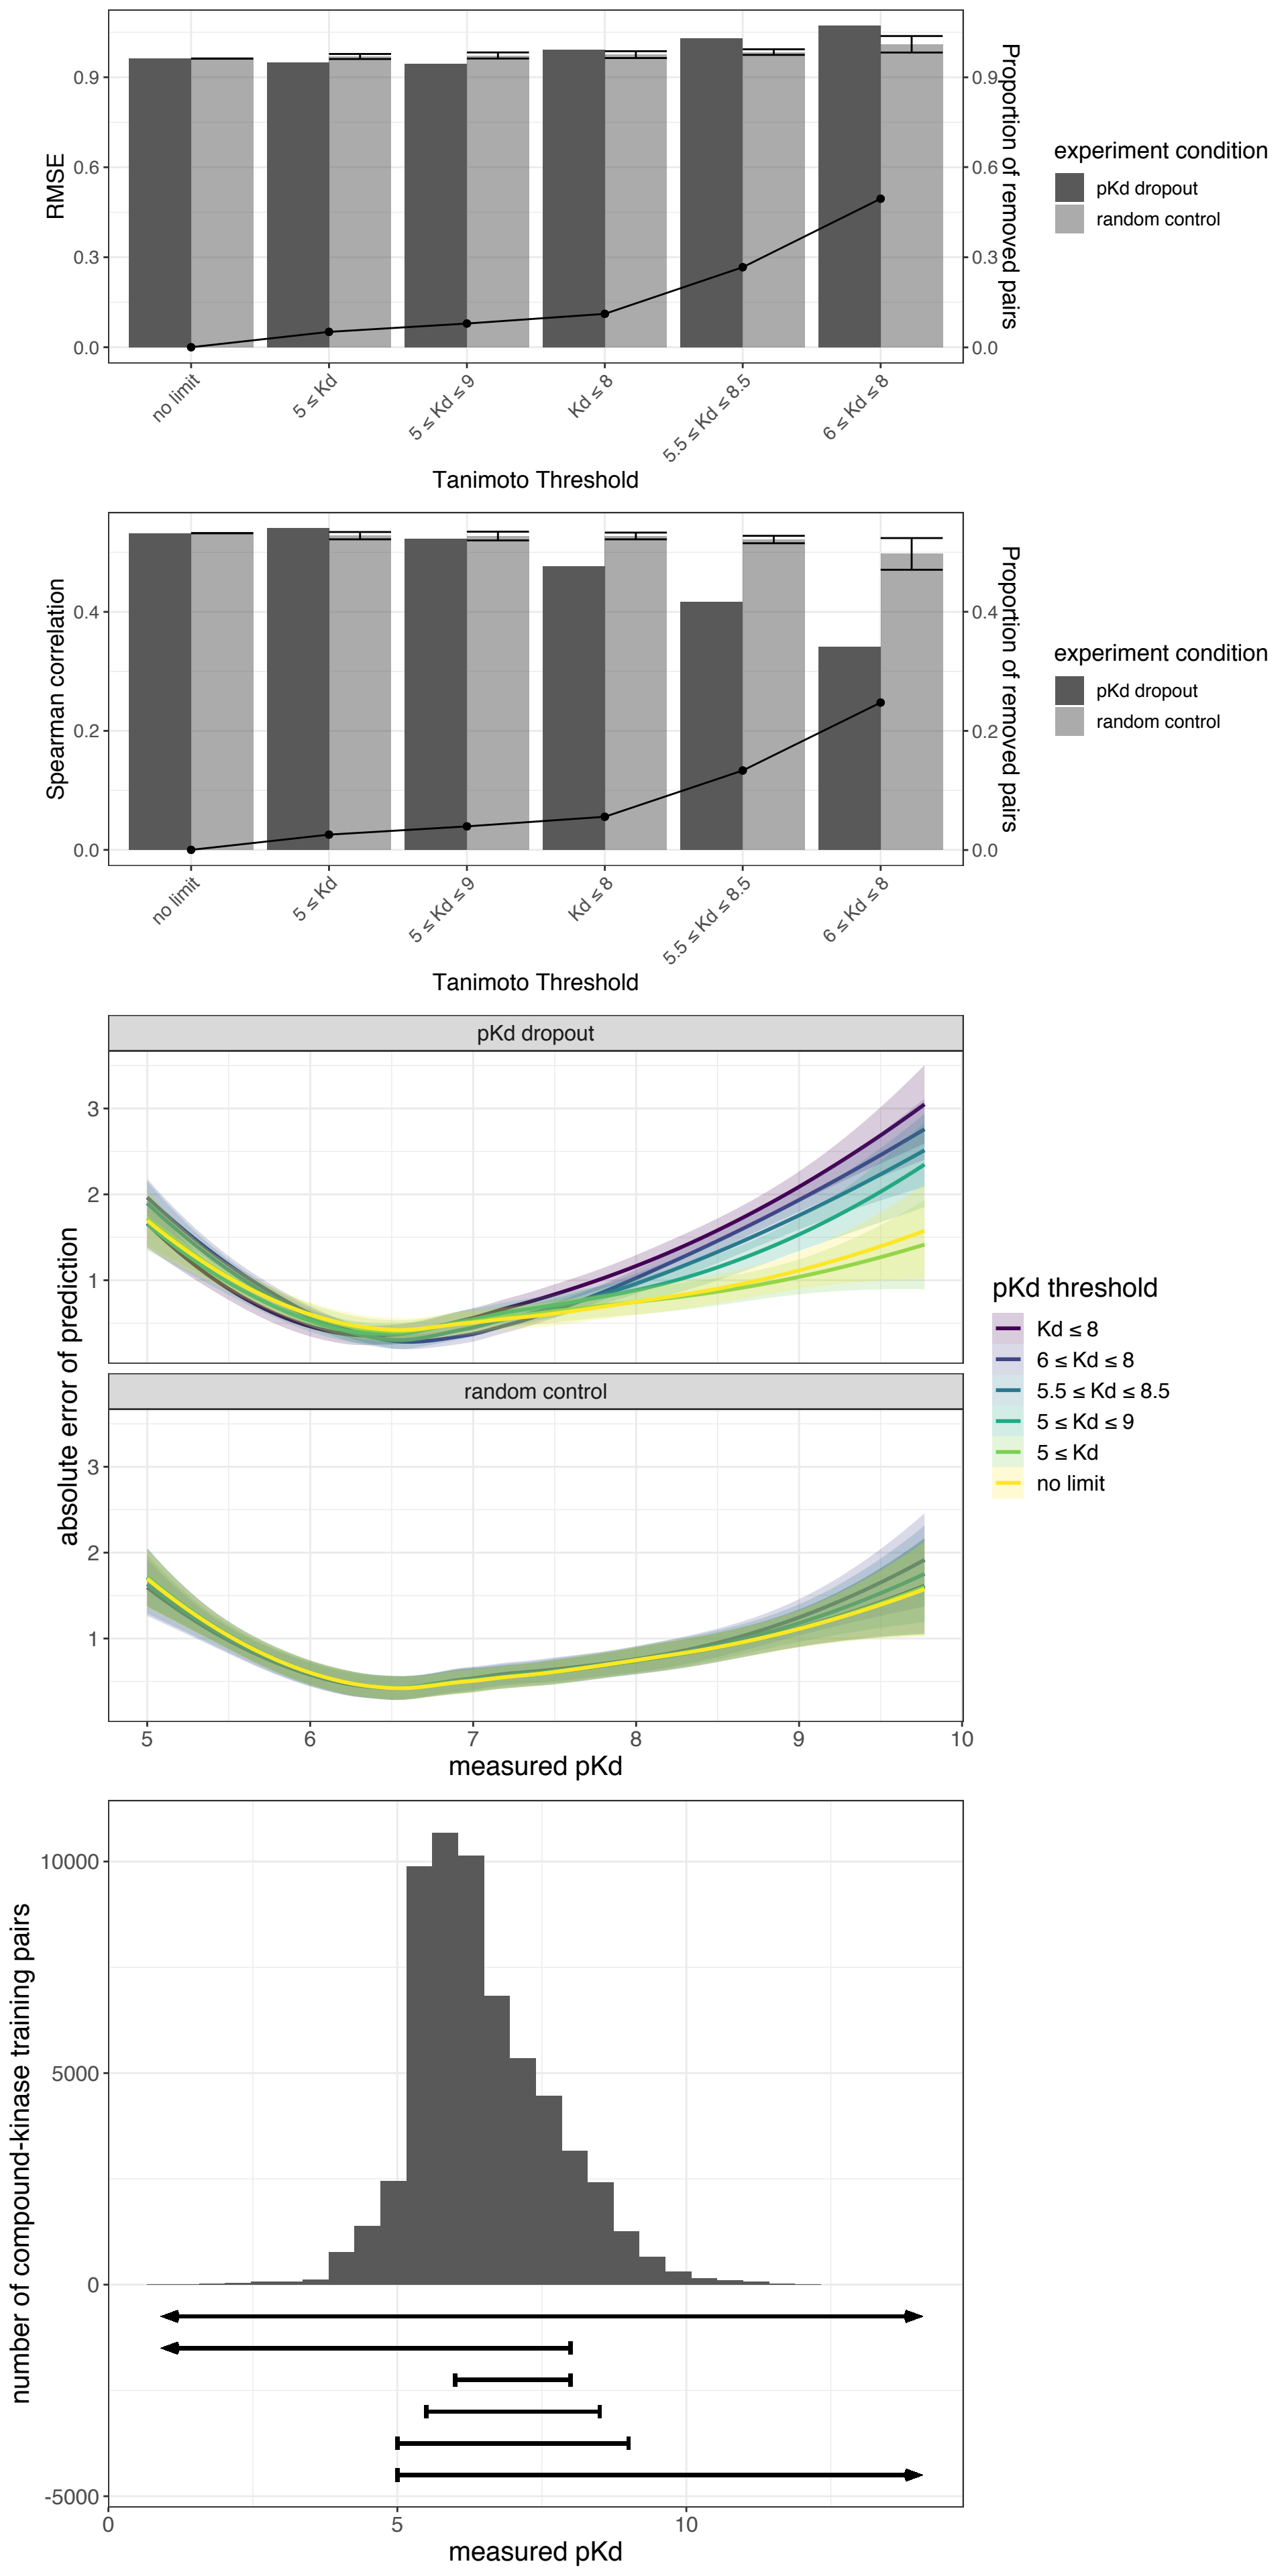 0.9
0.6
0.3
0.0
RMSE
0.9
0.6
0.3
0.0
Proportion of removed pairs
no limit
5 ≤ Kd
5 ≤ Kd ≤ 9
Kd ≤ 8
5.5 ≤ Kd ≤ 8.5
6 ≤ Kd ≤ 8
Tanimoto Threshold
experiment condition
pKd dropout
random control
0.4
0.2
0.0
Spearman correlation
0.4
0.2
0.0
Proportion of removed pairs
no limit
5 ≤ Kd
5 ≤ Kd ≤ 9
Kd ≤ 8
5.5 ≤ Kd ≤ 8.5
6 ≤ Kd ≤ 8
Tanimoto Threshold
experiment condition
pKd dropout
random control
pKd dropout
3
2
1
absolute error of prediction
random control
3
2
1
5
6
7
8
9
10
measured pKd
pKd threshold
Kd ≤ 8
6 ≤ Kd ≤ 8
5.5 ≤ Kd ≤ 8.5
5 ≤ Kd ≤ 9
5 ≤ Kd
no limit
10000
5000
0
-5000
number of compound-kinase training pairs
0
5
10
measured pKd